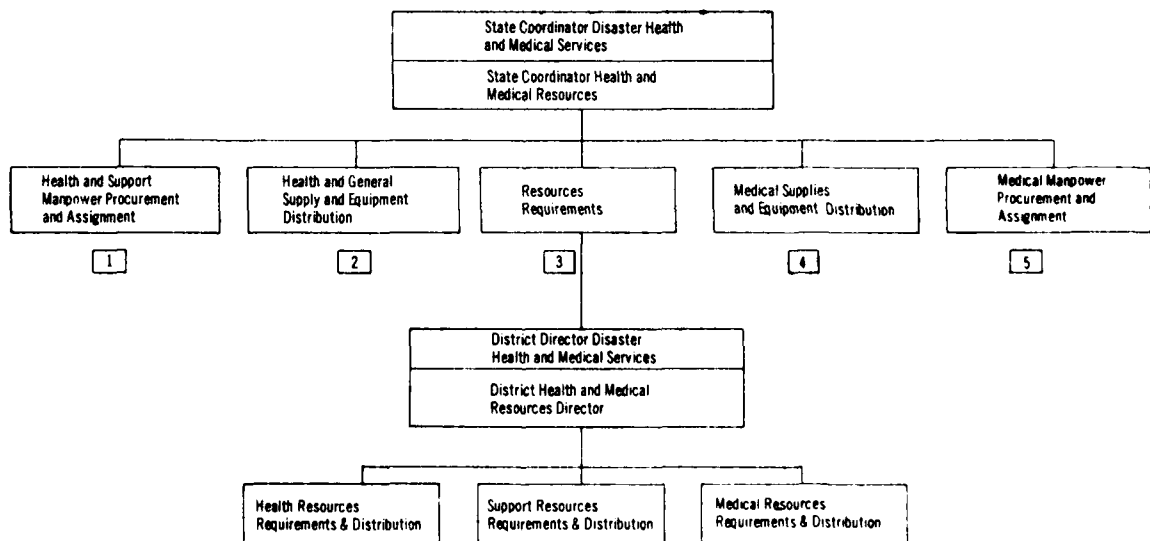 State Coordinator Disaster Health
and Medical Services
State Coordinator Health and
Medical Resources
Health and Support
Manpower Procurement
and Assignment
Health and General
Supply and Equipment
Distribution
Resources
Requirements
Medical Supplies
and Equipment Distribution
Medical Manpower
Procurement and
Assignment
1
2
3
4
5
District Director Disaster
Health and Medical Services
District Health and Medical
Resources Director
Health Resources
Requirements & Distribution
Support Resources
Requirements & Distribution
Medical Resources
Requirements & Distribution